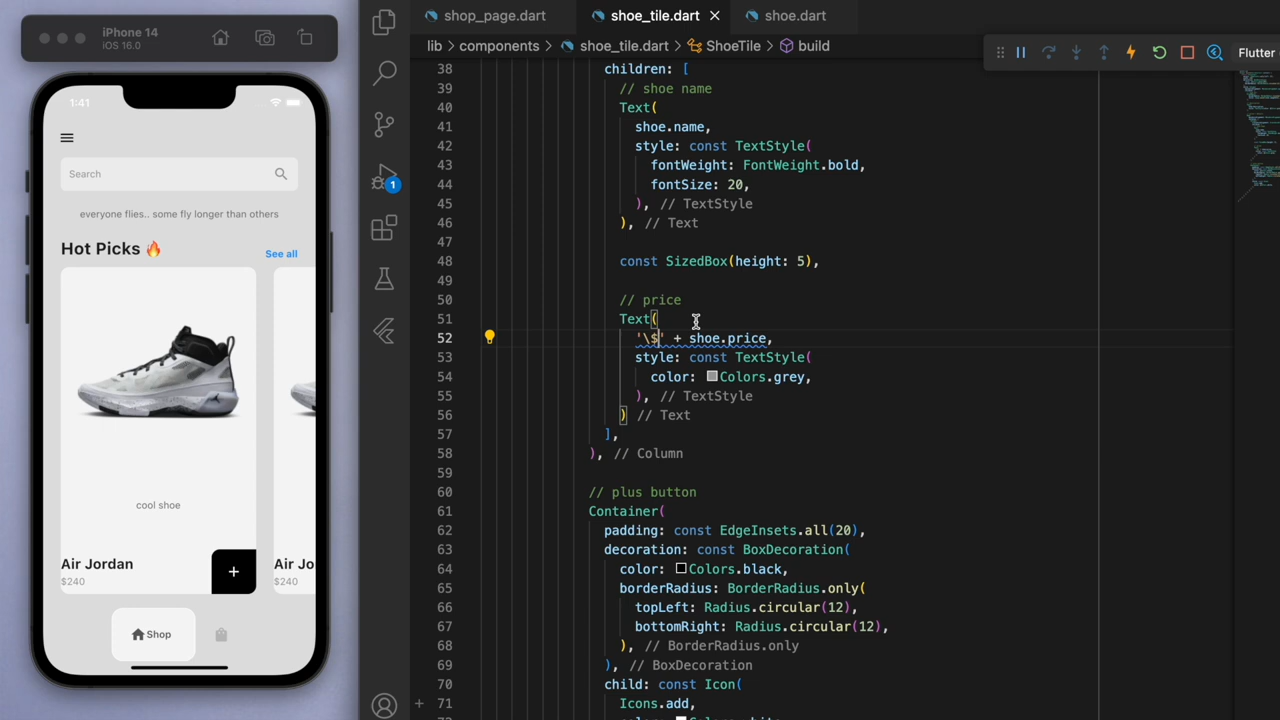 iPhone 14
iOS 16.0
1:41
Search
everyone flies.. some fly longer than others
Hot Picks 🔥
See all
cool shoe
Air Jordan
$240
+
Air Jo
$240
Shop
1
shop_page.dart
shoe_tile.dart
shoe.dart
lib > components > shoe_tile.dart > ShoeTile > build
Flutter
38 children: [
39 // shoe name
40 Text(
41 shoe.name,
42 style: const TextStyle(
43 fontWeight: FontWeight.bold,
44 fontSize: 20,
45 ), // TextStyle
46 ), // Text
47
48 const SizedBox(height: 5),
49
50 // price
51 Text(
52 '\$' + shoe.price,
53 style: const TextStyle(
54 color: Colors.grey,
55 ), // TextStyle
56 ) // Text
57 ],
58 ), // Column
59
60 // plus button
61 Container(
62 padding: const EdgeInsets.all(20),
63 decoration: const BoxDecoration(
64 color: Colors.black,
65 borderRadius: BorderRadius.only(
66 topLeft: Radius.circular(12),
67 bottomRight: Radius.circular(12),
68 ), // BorderRadius.only
69 ), // BoxDecoration
70 child: const Icon(
71 Icons.add,